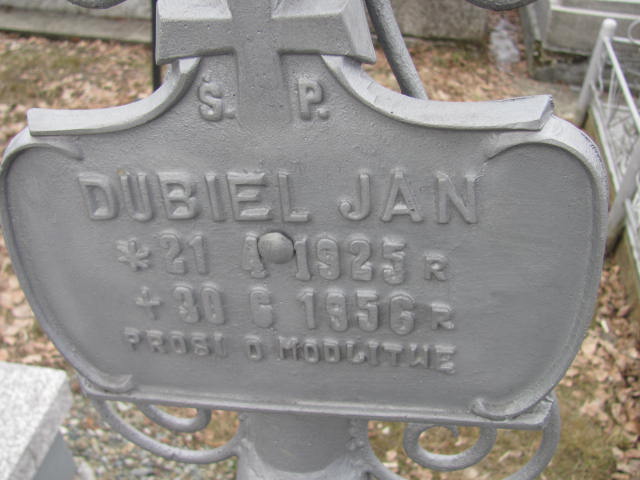 Ś. P.
DUBIEL JAN
* 21 4 1925 R
+ 30 6 1956 R
PROSI O MODLITWE